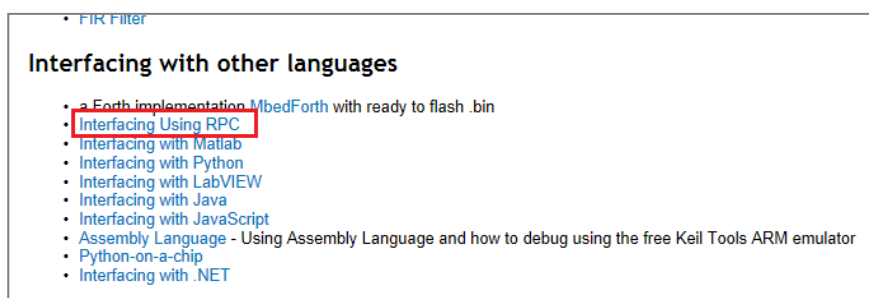 • FIR Filter
Interfacing with other languages
• a Forth implementation MbedForth with ready to flash .bin
• Interfacing Using RPC
• Interfacing with Matlab
• Interfacing with Python
• Interfacing with LabVIEW
• Interfacing with Java
• Interfacing with JavaScript
• Assembly Language - Using Assembly Language and how to debug using the free Keil Tools ARM emulator
• Python-on-a-chip
• Interfacing with .NET